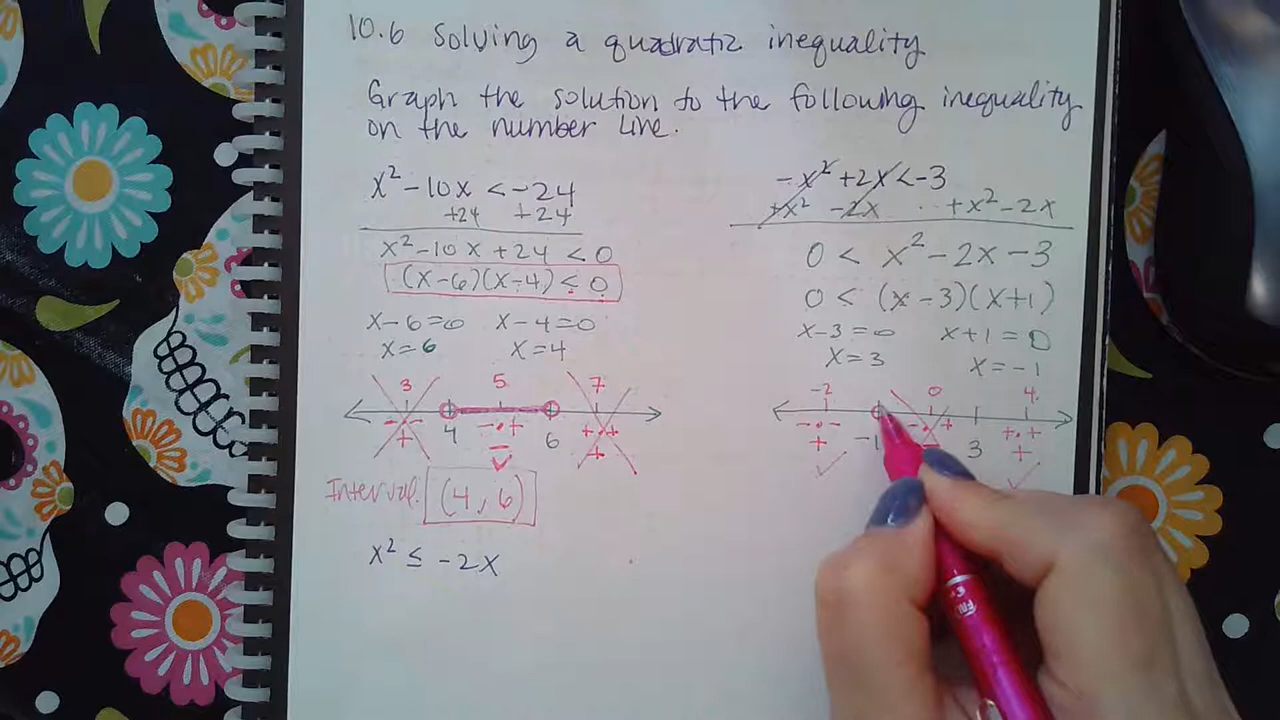 10.6 Solving a quadratic inequality
Graph the solution to the following inequality
on the number line.
x² - 10x < -24
+24 +24
x² - 10x + 24 < 0
(x-6)(x-4) < 0
x-6=0 x-4=0
x=6 x=4
3 5 7
- · - - · + + · +
4 6
+ - +
Interval: (4, 6)
x² ≤ -2x
-x² + 2x < -3
+x² -2x +x² -2x
0 < x² - 2x - 3
0 < (x-3)(x+1)
x-3=0 x+1=0
x=3 x=-1
-2 0 4
- · - - · + + · +
+ -1 3 +